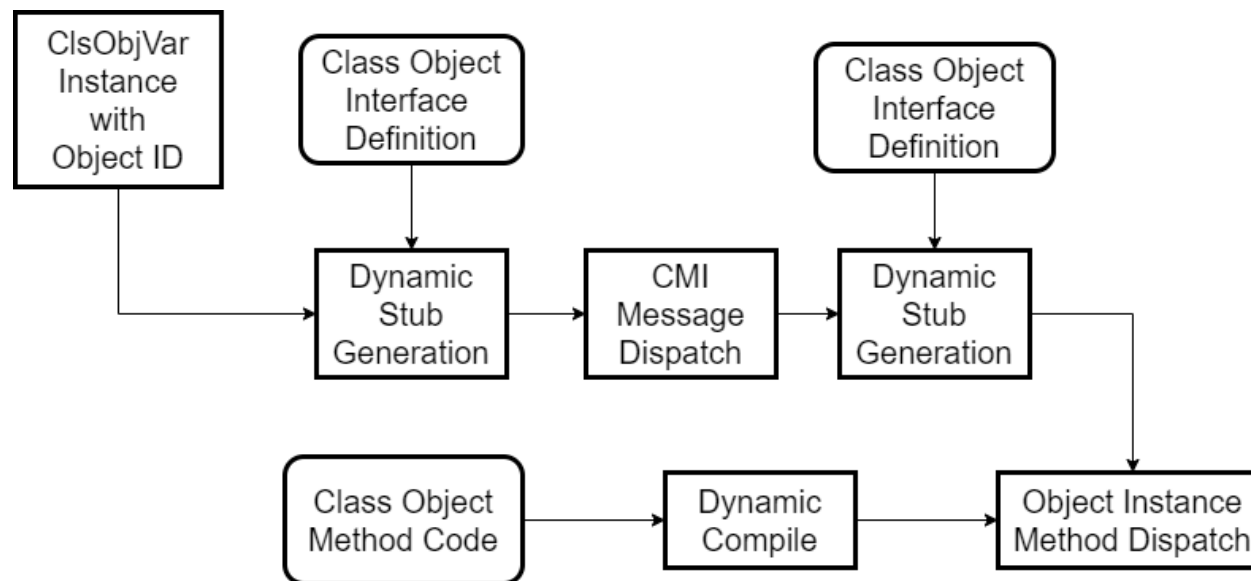 ClsObjVar
Instance
with
Object ID
Class Object
Interface
Definition
Class Object
Interface
Definition
Dynamic
Stub
Generation
CMI
Message
Dispatch
Dynamic
Stub
Generation
Class Object
Method Code
Dynamic
Compile
Object Instance
Method Dispatch